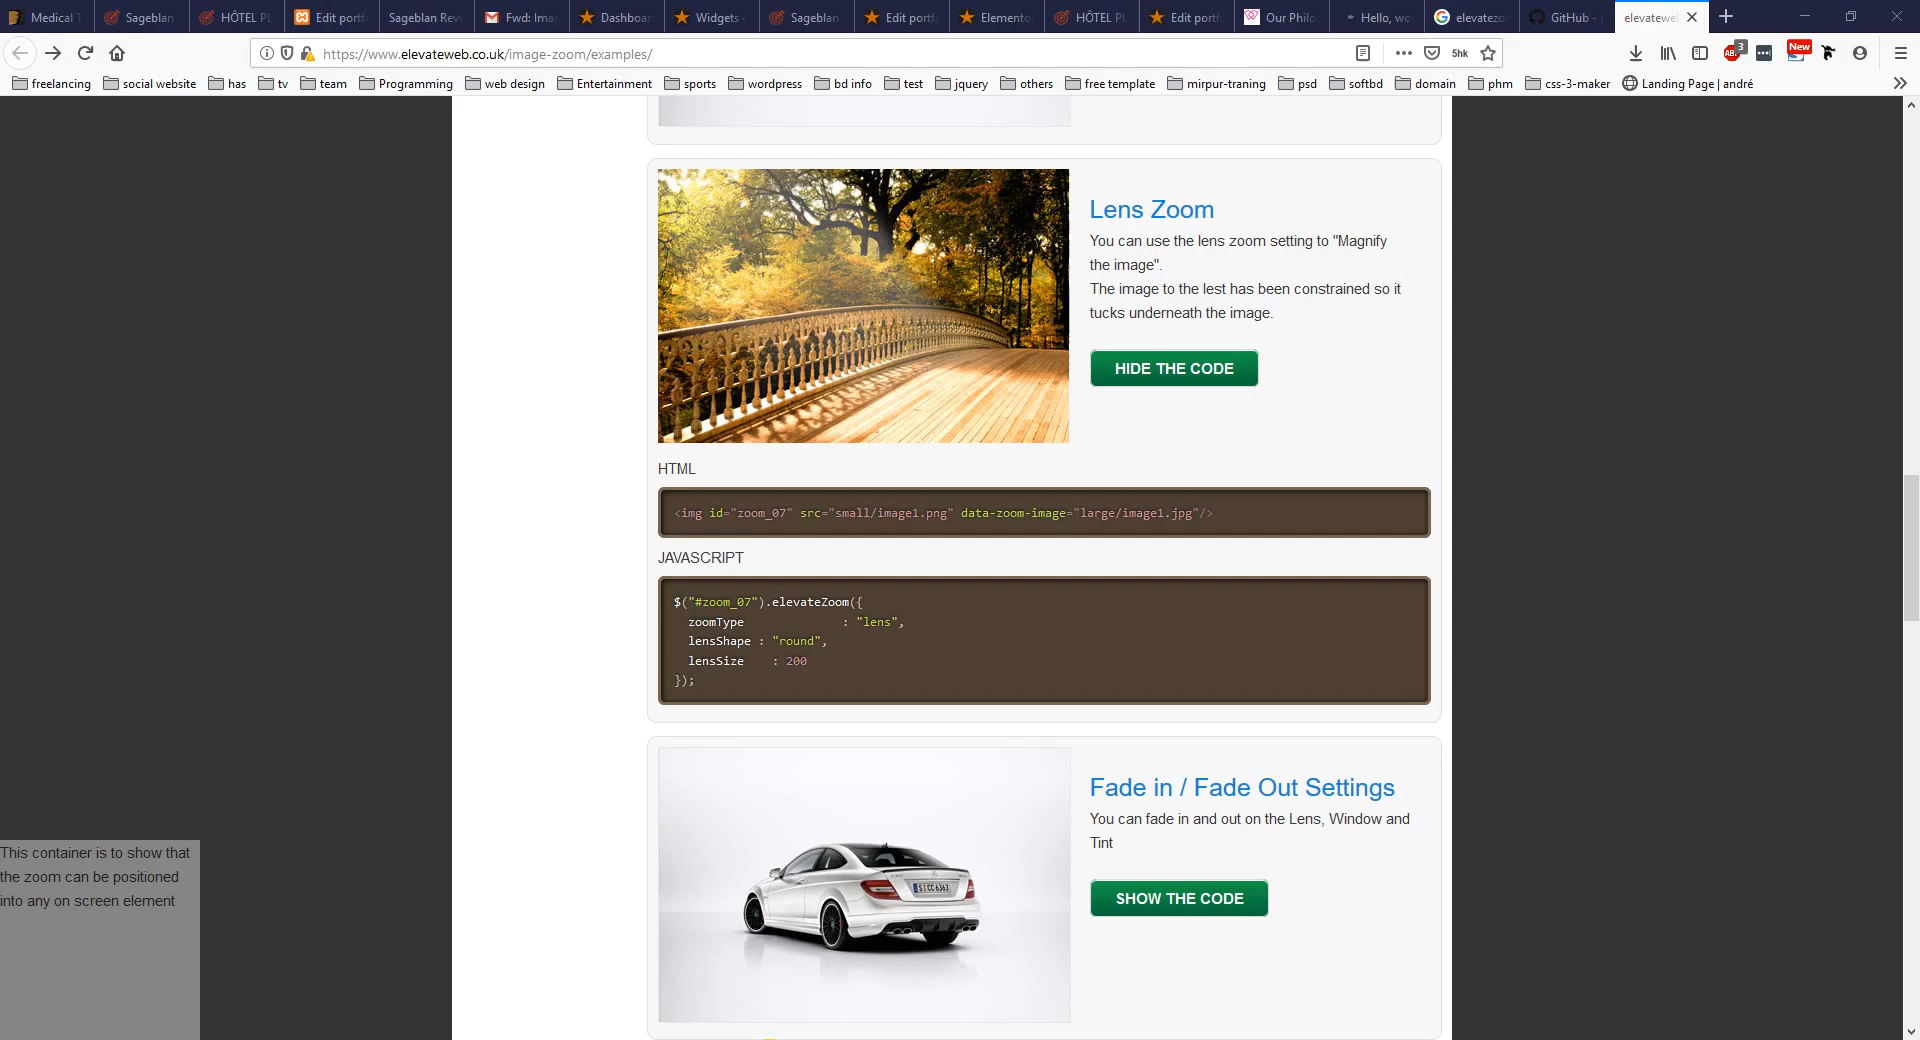 Medical T
Sageblan
HÔTEL PL
Edit portf
Sageblan Rev
Fwd: Ima
Dashboar
Widgets
Sageblan
Edit portf
Elementor
HÔTEL PL
Edit portf
Our Philo
Hello, wo
elevatezo
GitHub -
elevatewe
https://www.elevateweb.co.uk/image-zoom/examples/
5hk
3
New
freelancing
social website
has
tv
team
Programming
web design
Entertainment
sports
wordpress
bd info
test
jquery
others
free template
mirpur-traning
psd
softbd
domain
phm
css-3-maker
Landing Page | andré
Lens Zoom
You can use the lens zoom setting to "Magnify
the image".
The image to the lest has been constrained so it
tucks underneath the image.
HIDE THE CODE
HTML
<img id="zoom_07" src="small/image1.png" data-zoom-image="large/image1.jpg"/>
JAVASCRIPT
$("#zoom_07").elevateZoom({
zoomType : "lens",
lensShape : "round",
lensSize : 200
});
Fade in / Fade Out Settings
You can fade in and out on the Lens, Window and
Tint
SHOW THE CODE
S CC 6363
This container is to show that
the zoom can be positioned
into any on screen element